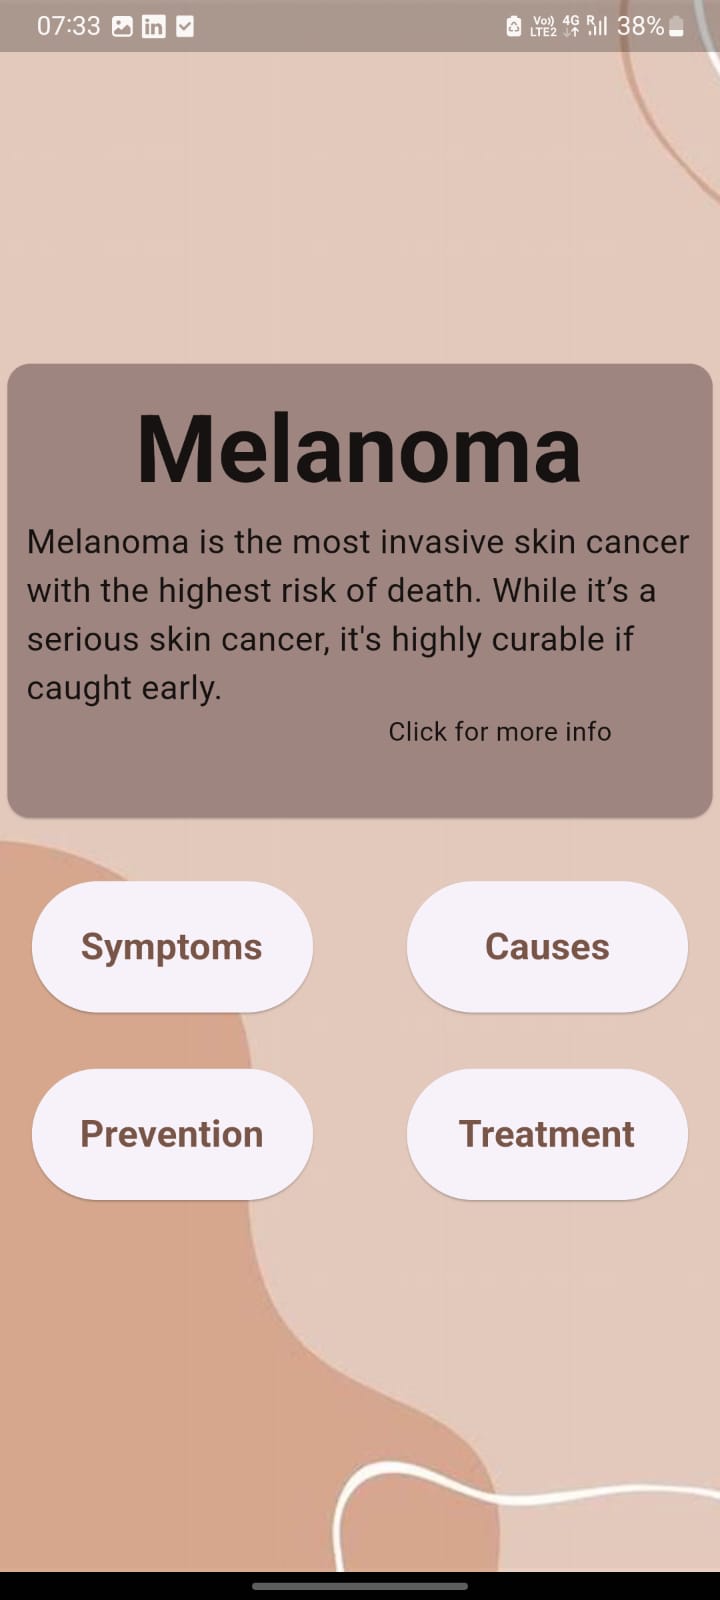 07:33 in Vo)) LTE2 4G R 38%
Melanoma
Melanoma is the most invasive skin cancer
with the highest risk of death. While it’s a
serious skin cancer, it's highly curable if
caught early.
Click for more info
Symptoms Causes
Prevention Treatment